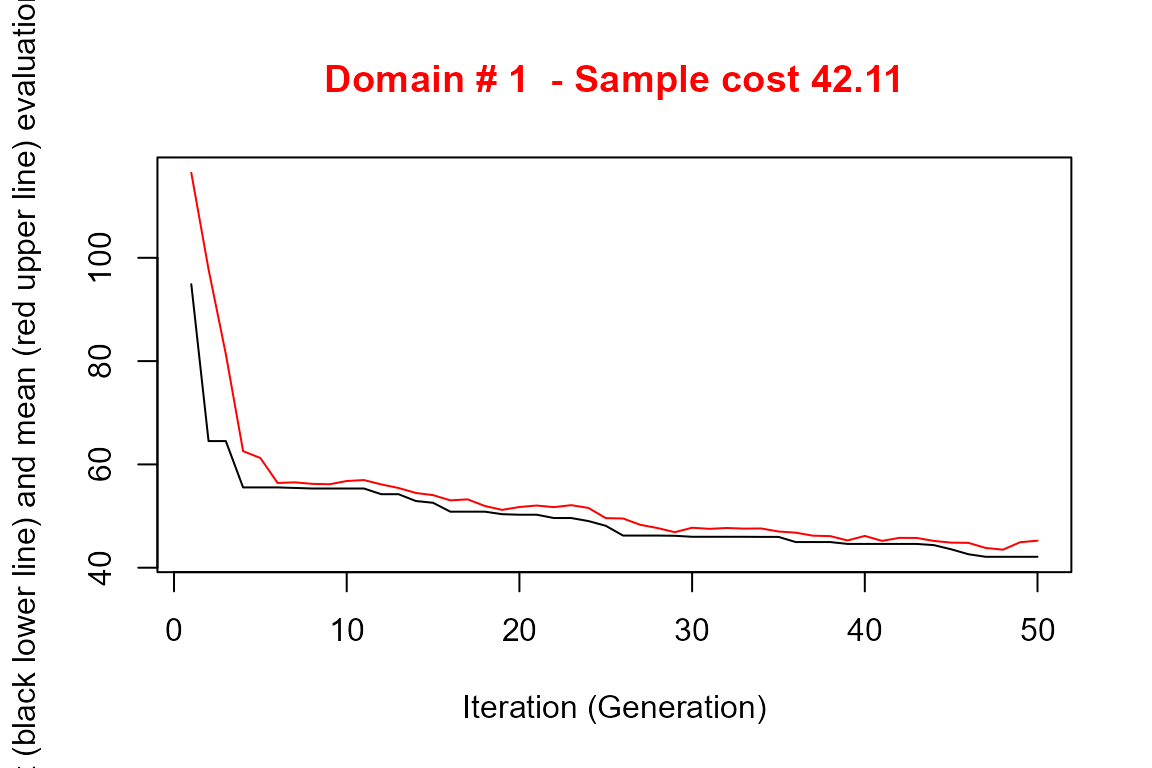 Domain # 1  - Sample cost 42.11
(black lower line) and mean (red upper line) evaluation
100
80
60
40
0 10 20 30 40 50
Iteration (Generation)